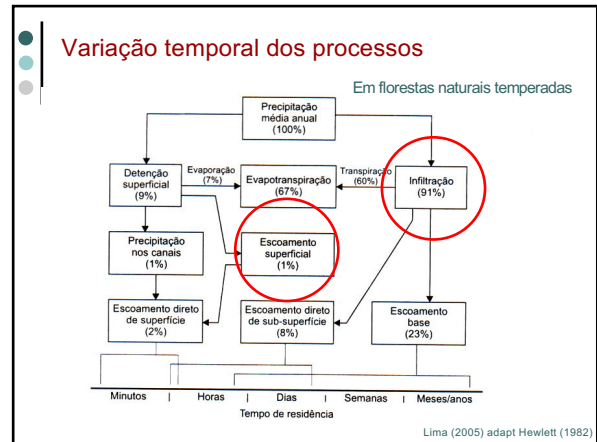 Variação temporal dos processos
Em florestas naturais temperadas
Precipitação
média anual
(100%)
Detenção
superficial
(9%)
Evaporação
(7%)
Evapotranspiração
(67%)
Transpiração
(60%)
Infiltração
(91%)
Precipitação
nos canais
(1%)
Escoamento
superficial
(1%)
Escoamento direto
de superfície
(2%)
Escoamento direto
de sub-superfície
(8%)
Escoamento
base
(23%)
Minutos | Horas | Dias | Semanas | Meses/anos
Tempo de residência
Lima (2005) adapt Hewlett (1982)